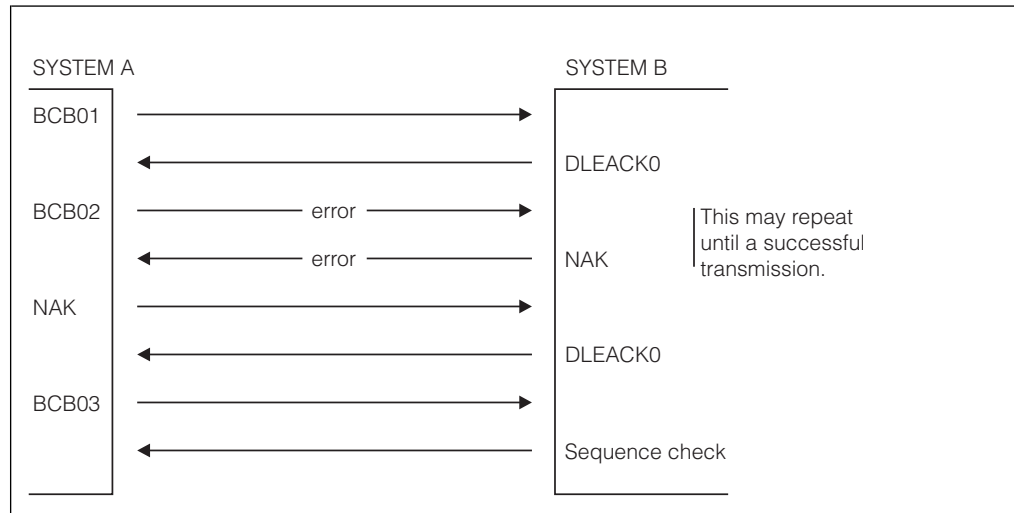 SYSTEM A
SYSTEM B
BCB01
DLEACK0
BCB02
error
This may repeat
until a successful
transmission.
error
NAK
NAK
DLEACK0
BCB03
Sequence check